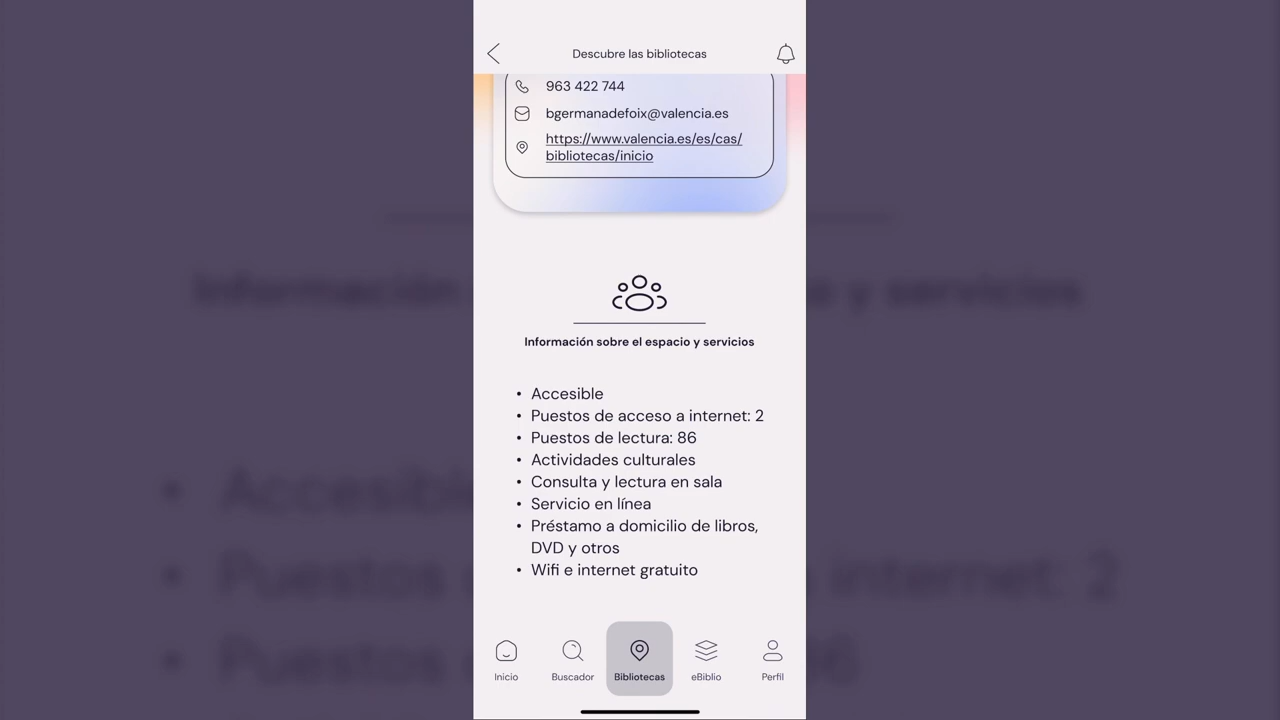 Descubre las bibliotecas
963 422 744
bgermanadefoix@valencia.es
https://www.valencia.es/es/cas/
bibliotecas/inicio
Información sobre el espacio y servicios
• Accesible
• Puestos de acceso a internet: 2
• Puestos de lectura: 86
• Actividades culturales
• Consulta y lectura en sala
• Servicio en línea
• Préstamo a domicilio de libros,
DVD y otros
• Wifi e internet gratuito
Inicio
Buscador
Bibliotecas
eBiblio
Perfil